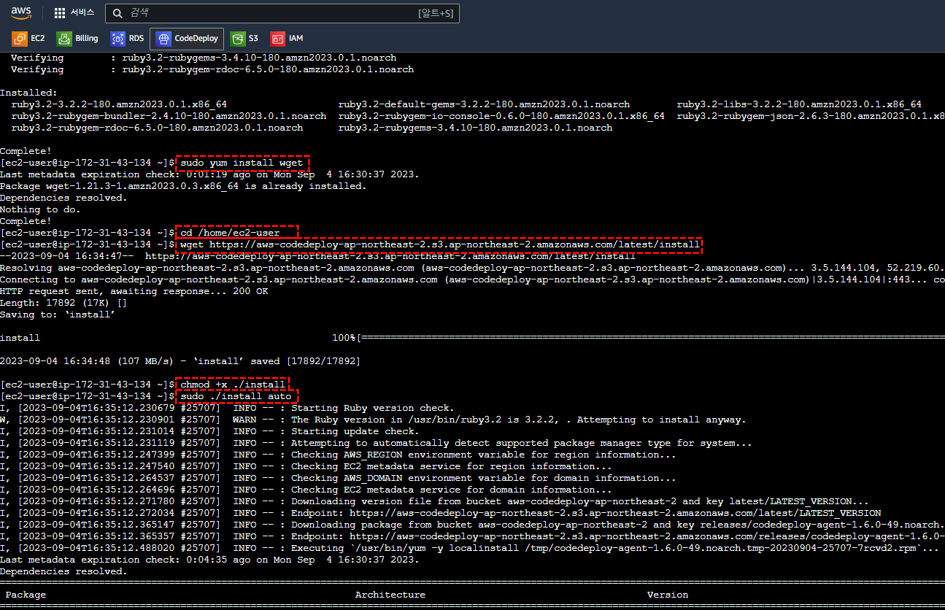 aws
서비스
검색
[알트+S]
EC2 Billing RDS CodeDeploy S3 IAM
Verifying : ruby3.2-rubygems-3.4.10-180.amzn2023.0.1.noarch
Verifying : ruby3.2-rubygem-rdoc-6.5.0-180.amzn2023.0.1.noarch
Installed:
ruby3.2-3.2.2-180.amzn2023.0.1.x86_64 ruby3.2-default-gems-3.2.2-180.amzn2023.0.1.noarch ruby3.2-libs-3.2.2-180.amzn2023.0.1.x86_64
ruby3.2-rubygem-bundler-2.4.10-180.amzn2023.0.1.noarch ruby3.2-rubygem-io-console-0.6.0-180.amzn2023.0.1.x86_64 ruby3.2-rubygem-json-2.6.3-180.amzn2023.0.1.x8
ruby3.2-rubygem-rdoc-6.5.0-180.amzn2023.0.1.noarch ruby3.2-rubygems-3.4.10-180.amzn2023.0.1.noarch
Complete!
[ec2-user@ip-172-31-43-134 ~]$ sudo yum install wget
Last metadata expiration check: 0:01:19 ago on Mon Sep  4 16:30:37 2023.
Package wget-1.21.3-1.amzn2023.0.3.x86_64 is already installed.
Dependencies resolved.
Nothing to do.
Complete!
[ec2-user@ip-172-31-43-134 ~]$ cd /home/ec2-user
[ec2-user@ip-172-31-43-134 ~]$ wget https://aws-codedeploy-ap-northeast-2.s3.ap-northeast-2.amazonaws.com/latest/install
--2023-09-04 16:34:47--  https://aws-codedeploy-ap-northeast-2.s3.ap-northeast-2.amazonaws.com/latest/install
Resolving aws-codedeploy-ap-northeast-2.s3.ap-northeast-2.amazonaws.com (aws-codedeploy-ap-northeast-2.s3.ap-northeast-2.amazonaws.com)... 3.5.144.104, 52.219.60.
Connecting to aws-codedeploy-ap-northeast-2.s3.ap-northeast-2.amazonaws.com (aws-codedeploy-ap-northeast-2.s3.ap-northeast-2.amazonaws.com)|3.5.144.104|:443... co
HTTP request sent, awaiting response... 200 OK
Length: 17892 (17K) []
Saving to: ‘install’
install 100%[==========================================================================
2023-09-04 16:34:48 (107 MB/s) - ‘install’ saved [17892/17892]
[ec2-user@ip-172-31-43-134 ~]$ chmod +x ./install
[ec2-user@ip-172-31-43-134 ~]$ sudo ./install auto
I, [2023-09-04T16:35:12.230679 #25707]  INFO -- : Starting Ruby version check.
W, [2023-09-04T16:35:12.230901 #25707]  WARN -- : The Ruby version in /usr/bin/ruby3.2 is 3.2.2, . Attempting to install anyway.
I, [2023-09-04T16:35:12.231014 #25707]  INFO -- : Starting update check.
I, [2023-09-04T16:35:12.231119 #25707]  INFO -- : Attempting to automatically detect supported package manager type for system...
I, [2023-09-04T16:35:12.247399 #25707]  INFO -- : Checking AWS_REGION environment variable for region information...
I, [2023-09-04T16:35:12.247540 #25707]  INFO -- : Checking EC2 metadata service for region information...
I, [2023-09-04T16:35:12.264537 #25707]  INFO -- : Checking AWS_DOMAIN environment variable for domain information...
I, [2023-09-04T16:35:12.264696 #25707]  INFO -- : Checking EC2 metadata service for domain information...
I, [2023-09-04T16:35:12.271780 #25707]  INFO -- : Downloading version file from bucket aws-codedeploy-ap-northeast-2 and key latest/LATEST_VERSION...
I, [2023-09-04T16:35:12.272034 #25707]  INFO -- : Endpoint: https://aws-codedeploy-ap-northeast-2.s3.ap-northeast-2.amazonaws.com/latest/LATEST_VERSION
I, [2023-09-04T16:35:12.365147 #25707]  INFO -- : Downloading package from bucket aws-codedeploy-ap-northeast-2 and key releases/codedeploy-agent-1.6.0-49.noarch.
I, [2023-09-04T16:35:12.365357 #25707]  INFO -- : Endpoint: https://aws-codedeploy-ap-northeast-2.s3.ap-northeast-2.amazonaws.com/releases/codedeploy-agent-1.6.0-
I, [2023-09-04T16:35:12.488020 #25707]  INFO -- : Executing `/usr/bin/yum -y localinstall /tmp/codedeploy-agent-1.6.0-49.noarch.tmp-20230904-25707-7rcvd2.rpm`...
Last metadata expiration check: 0:04:35 ago on Mon Sep  4 16:30:37 2023.
Dependencies resolved.
Package Architecture Version